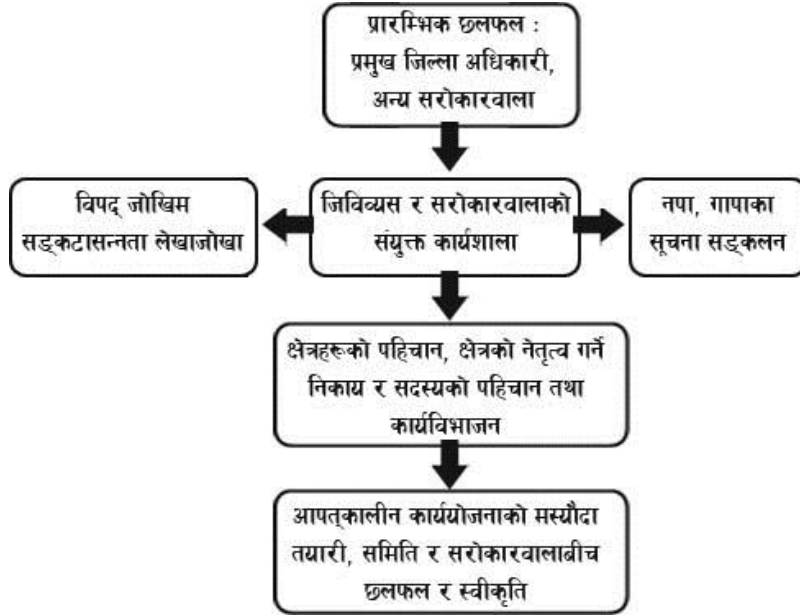 प्रारम्भिक छलफल :
प्रमुख जिल्ला अधिकारी,
अन्य सरोकारवाला
विपद् जोखिम
सङ्कटासन्नता लेखाजोखा
जिविव्यस र सरोकारवालाको
संयुक्त कार्यशाला
नपा, गापाका
सूचना सङ्कलन
क्षेत्रहरूको पहिचान, क्षेत्रको नेतृत्व गर्ने
निकाय र सदस्यको पहिचान तथा
कार्यविभाजन
आपत्कालीन कार्ययोजनाको मस्यौदा
तयारी, समिति र सरोकारवालाबीच
छलफल र स्वीकृति